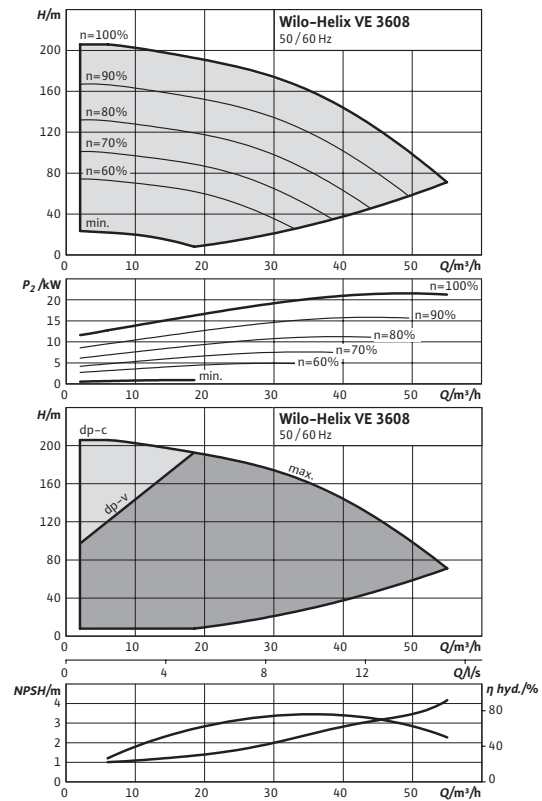 H/m
Wilo-Helix VE 3608
50/60 Hz
n=100%
200
n=90%
160
n=80%
120
n=70%
80
n=60%
40
min.
0
0 10 20 30 40 50 Q/m³/h
P2/kW
n=100%
20
n=90%
15
n=80%
10
n=70%
5
n=60%
min.
0
0 10 20 30 40 50 Q/m³/h
H/m
Wilo-Helix VE 3608
50/60 Hz
dp-c
200
max.
160
dp-v
120
80
40
0
0 10 20 30 40 50 Q/m³/h
0 4 8 12 Q/l/s
NPSH/m
η hyd./%
4
80
3
2
40
1
0
0
0 10 20 30 40 50 Q/m³/h